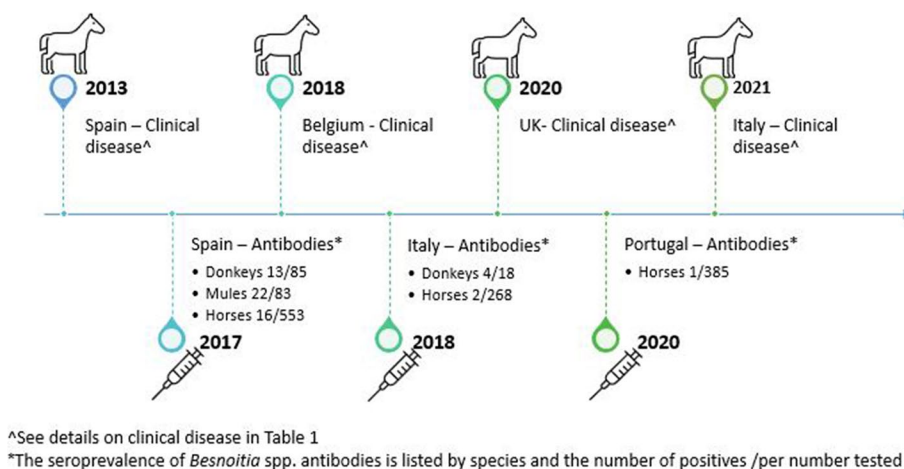 2013
Spain – Clinical
disease^
2018
Belgium - Clinical
disease^
2020
UK- Clinical disease^
2021
Italy – Clinical
disease^
Spain – Antibodies*
• Donkeys 13/85
• Mules 22/83
• Horses 16/553
2017
Italy – Antibodies*
• Donkeys 4/18
• Horses 2/268
2018
Portugal – Antibodies*
• Horses 1/385
2020
^See details on clinical disease in Table 1
*The seroprevalence of Besnoitia spp. antibodies is listed by species and the number of positives /per number tested